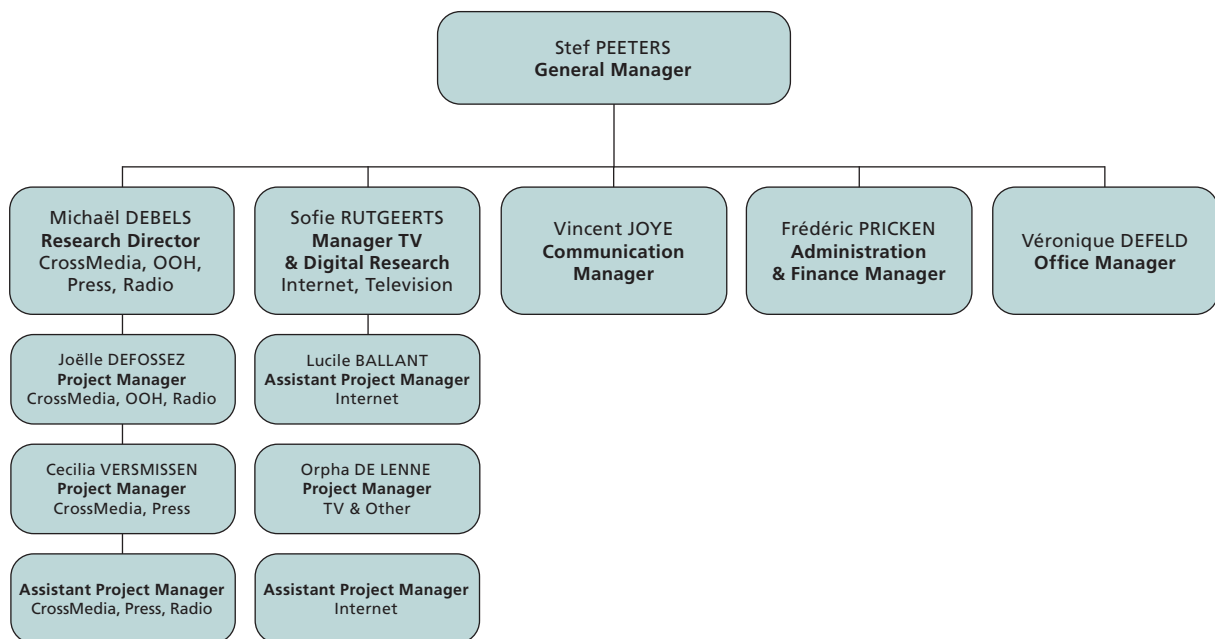 Stef PEETERS
General Manager
Michaël DEBELS
Research Director
CrossMedia, OOH,
Press, Radio
Sofie RUTGEERTS
Manager TV
& Digital Research
Internet, Television
Vincent JOYE
Communication
Manager
Frédéric PRICKEN
Administration
& Finance Manager
Véronique DEFELD
Office Manager
Joëlle DEFOSSEZ
Project Manager
CrossMedia, OOH, Radio
Lucile BALLANT
Assistant Project Manager
Internet
Cecilia VERSMISSEN
Project Manager
CrossMedia, Press
Orpha DE LENNE
Project Manager
TV & Other
Assistant Project Manager
CrossMedia, Press, Radio
Assistant Project Manager
Internet